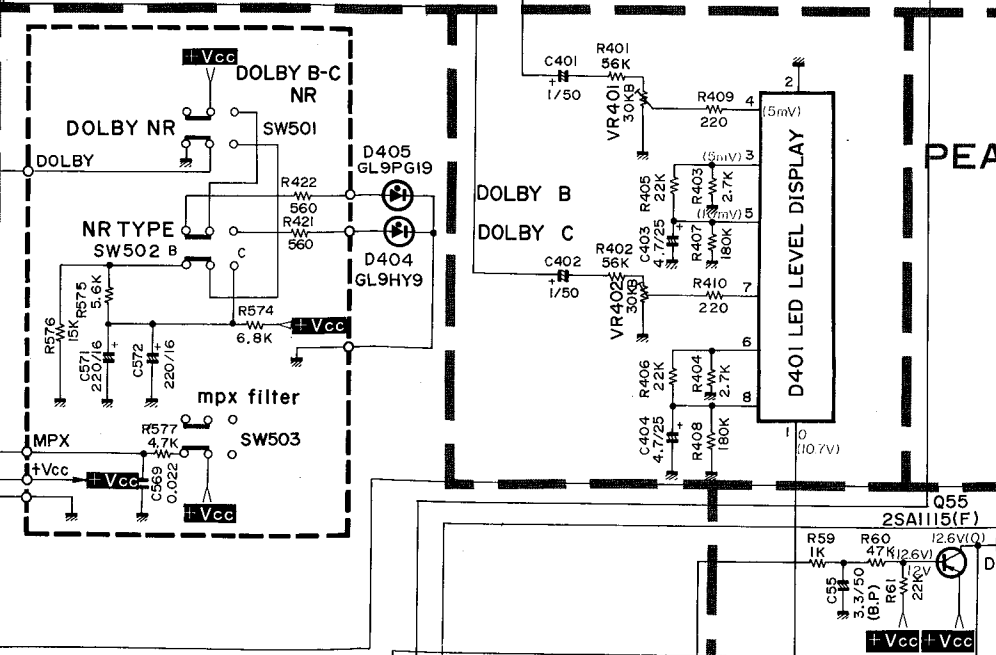 +Vcc
DOLBY B-C
NR
DOLBY NR
SW501
DOLBY
D405
GL9PG19
R422
560
R421
560
NR TYPE
SW502 B
C
D404
GL9HY9
R576
15K
R575
5.6K
R574
6.8K
+Vcc
C571
220/16
+
C572
220/16
+
mpx filter
MPX
R577
4.7K
SW503
+Vcc
+Vcc
C569
0.022
+Vcc
C401
+
1/50
R401
56K
VR401
30KB
R409
220
2
4
(5mV)
(5mV) 3
R405
22K
R403
2.7K
5
C403
4.7/25
+
R407
180K
DOLBY B
DOLBY C
C402
+
1/50
R402
56K
VR402
30KB
R410
220
7
6
R406
22K
R404
2.7K
8
C404
4.7/25
+
R408
180K
D401 LED LEVEL DISPLAY
1
0
(10.7V)
PEA
Q55
2SA1115(F)
R59
1K
R60
47K
(12.6V)
12V
12.6V(0)
D
C55
3.3/50
(B.P)
R61
22K
+Vcc
+Vcc